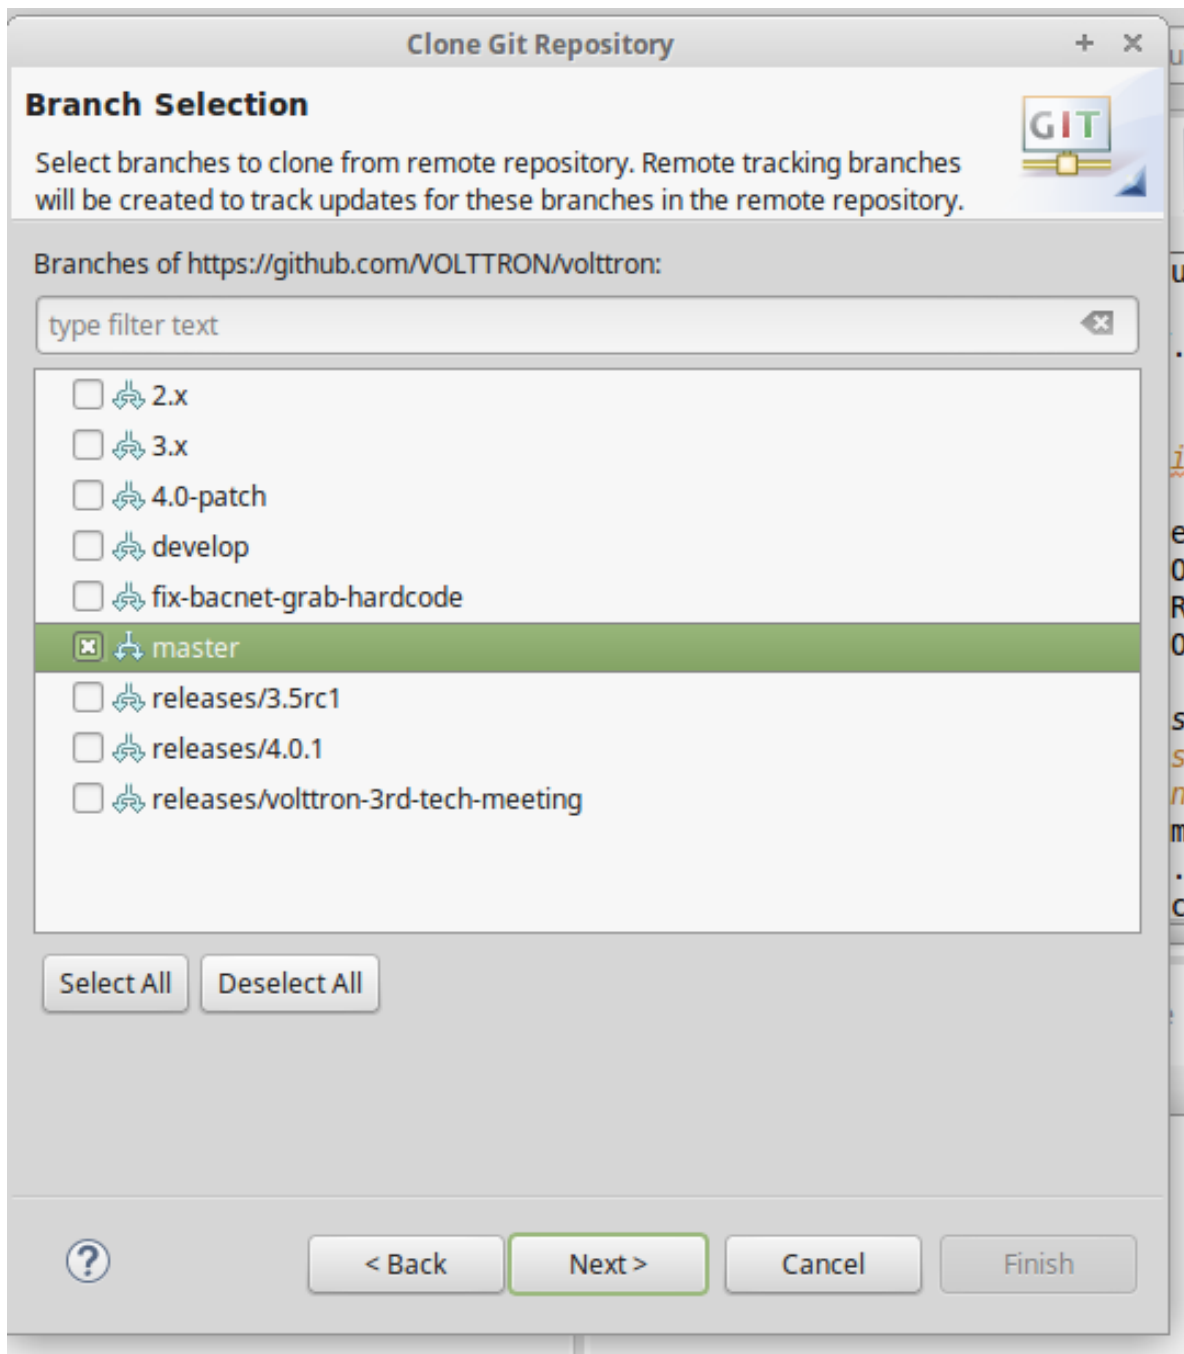 Clone Git Repository
Branch Selection
GIT
Select branches to clone from remote repository. Remote tracking branches
will be created to track updates for these branches in the remote repository.
Branches of https://github.com/VOLTTRON/volttron:
type filter text
2.x
3.x
4.0-patch
develop
fix-bacnet-grab-hardcode
master
releases/3.5rc1
releases/4.0.1
releases/volttron-3rd-tech-meeting
Select All
Deselect All
?
< Back
Next >
Cancel
Finish